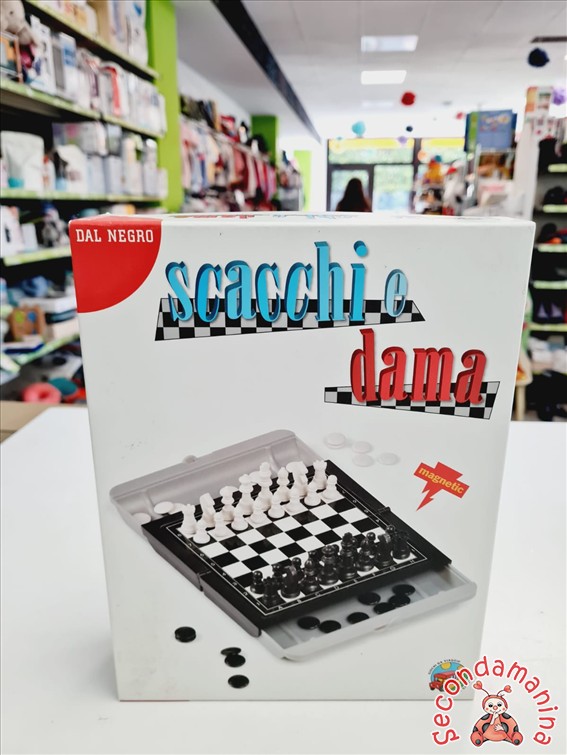 DAL NEGRO
scacchi e
dama
magnetic
Secondamanina